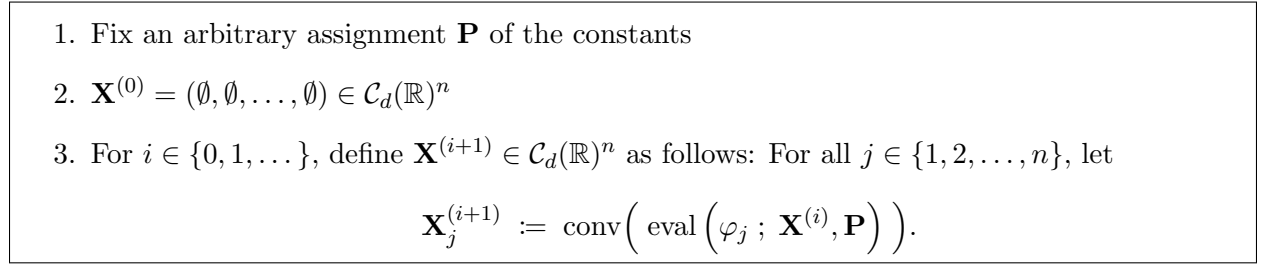 1. Fix an arbitrary assignment P of the constants
2. X^{(0)} = (∅, ∅, . . . , ∅) ∈ 𝒞_d(ℝ)^n
3. For i ∈ {0, 1, . . . }, define X^{(i+1)} ∈ 𝒞_d(ℝ)^n as follows: For all j ∈ {1, 2, . . . , n}, let
X_j^{(i+1)} := conv( eval( φ_j ; X^{(i)}, P ) ).